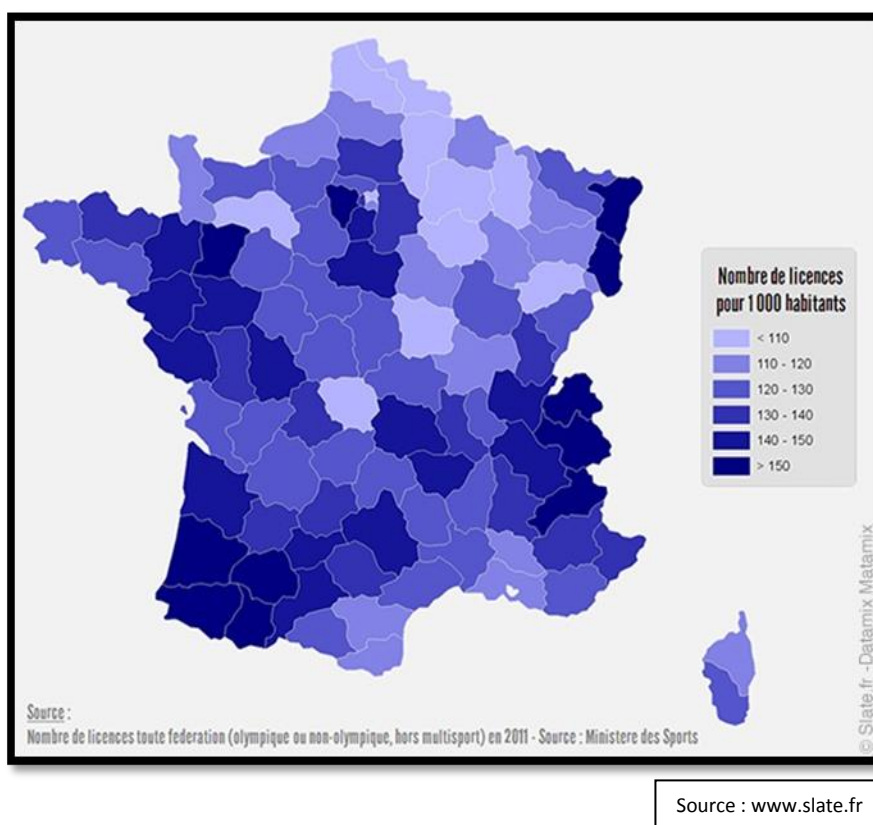 Nombre de licences
pour 1 000 habitants
< 110
110 - 120
120 - 130
130 - 140
140 - 150
> 150
© Slate.fr -Datamix Matamix
Source :
Nombre de licences toute federation (olympique ou non-olympique, hors multisport) en 2011 - Source : Ministere des Sports
Source : www.slate.fr